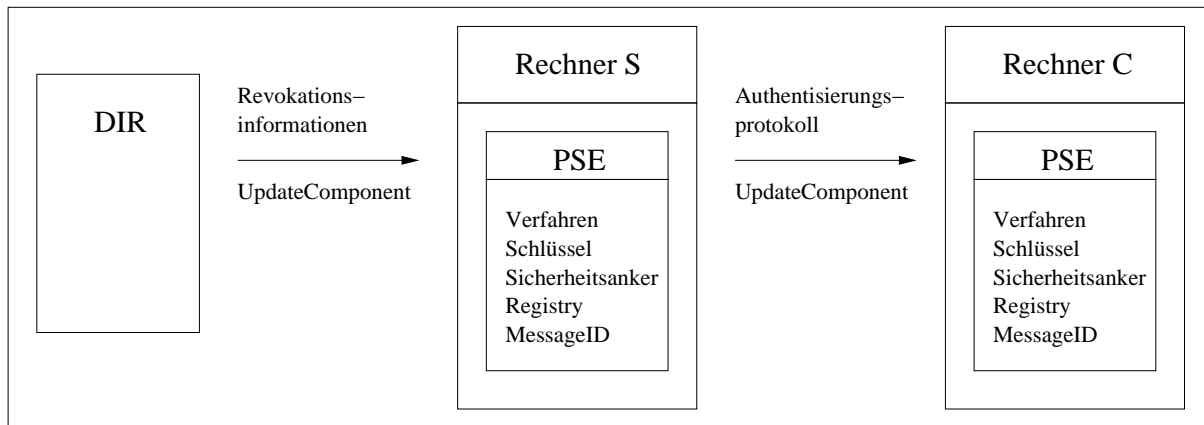 DIR
Revokations–
informationen
UpdateComponent
Rechner S
PSE
Verfahren
Schlüssel
Sicherheitsanker
Registry
MessageID
Authentisierungs–
protokoll
UpdateComponent
Rechner C
PSE
Verfahren
Schlüssel
Sicherheitsanker
Registry
MessageID